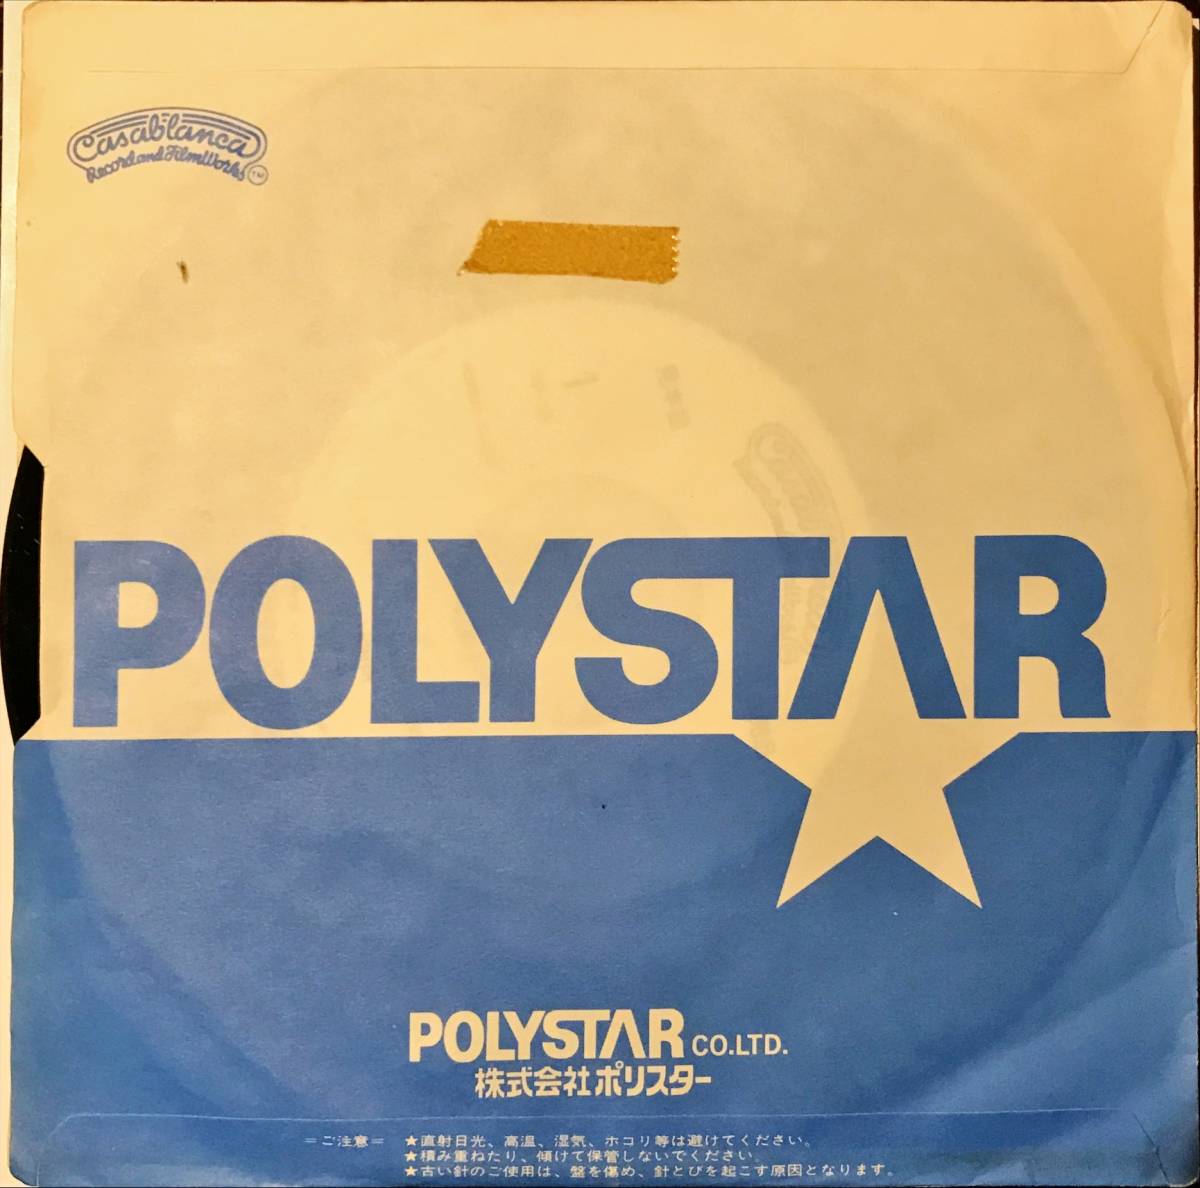 Casablanca
Record and FilmWorks TM
POLYSTAR
POLYSTAR CO.LTD.
株式会社ポリスター
=ご注意= ★直射日光、高温、湿気、ホコリ等は避けてください。
★積み重ねたり、傾けて保管しないでください。
★古い針のご使用は、盤を傷め、針とびを起こす原因となります。